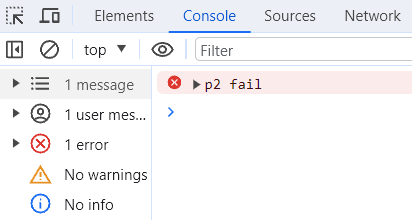 Elements Console Sources Network
top Filter
1 message
p2 fail
1 user mes...
1 error
No warnings
No info